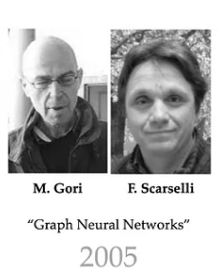 M. Gori F. Scarselli
“Graph Neural Networks”
2005